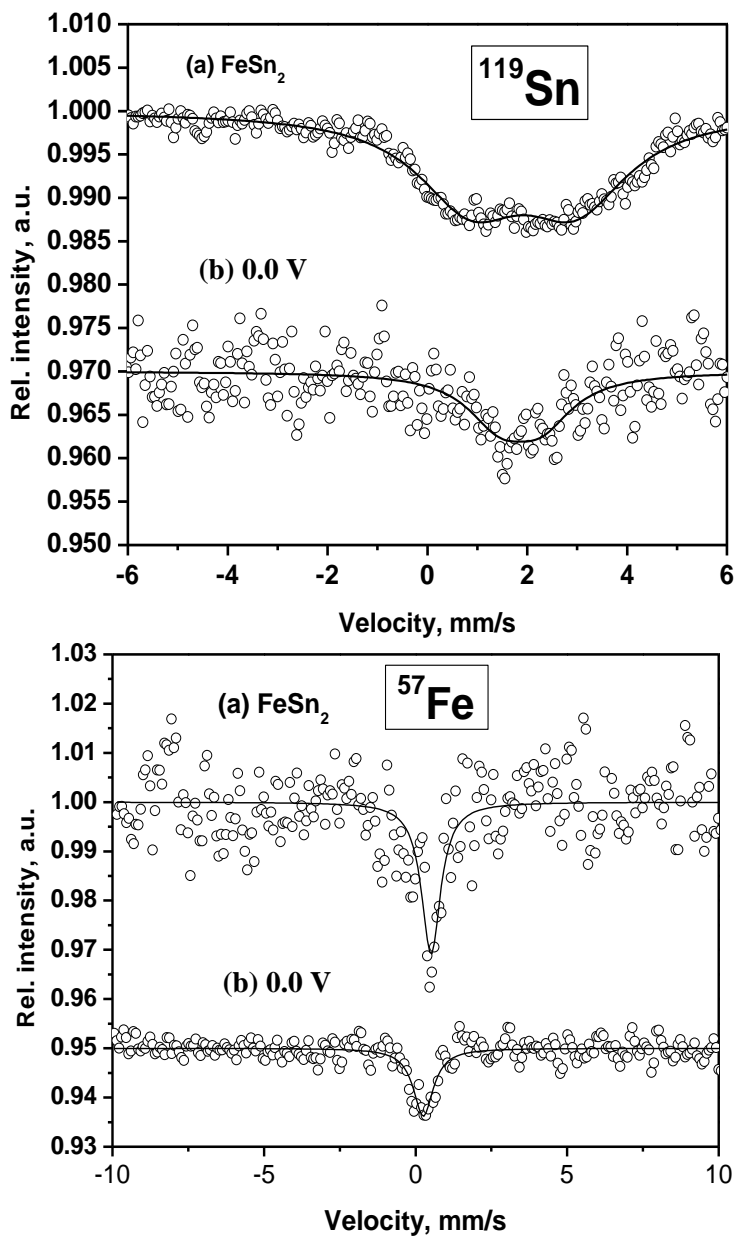 1.010
1.005
1.000
0.995
0.990
0.985
0.980
0.975
0.970
0.965
0.960
0.955
0.950
Rel. intensity, a.u.
(a) FeSn₂
¹¹⁹Sn
(b) 0.0 V
-6 -4 -2 0 2 4 6
Velocity, mm/s
1.03
1.02
1.01
1.00
0.99
0.98
0.97
0.96
0.95
0.94
0.93
Rel. intensity, a.u.
(a) FeSn₂
⁵⁷Fe
(b) 0.0 V
-10 -5 0 5 10
Velocity, mm/s